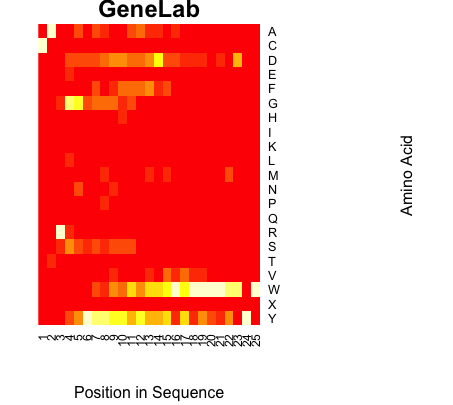 GeneLab
A
C
D
E
F
G
H
I
K
L
M
N
P
Q
R
S
T
V
W
X
Y
Amino Acid
1 2 3 4 5 6 7 8 9 10 11 12 13 14 15 16 17 18 19 20 21 22 23 24 25
Position in Sequence